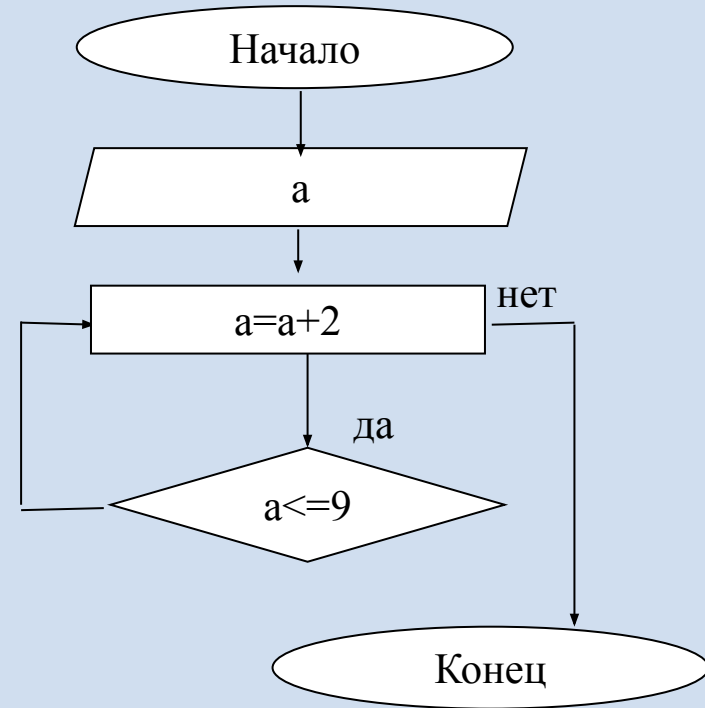 Начало
а
нет
a=a+2
да
a<=9
Конец